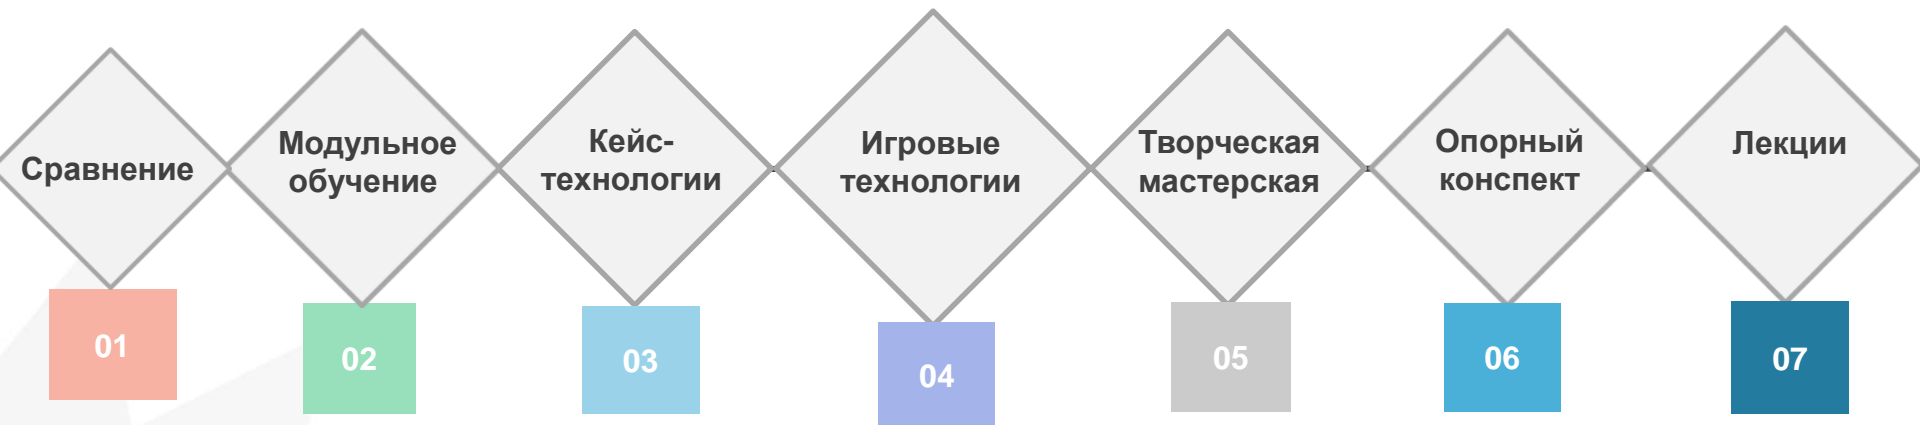 Сравнение
Модульное
обучение
Кейс-
технологии
Игровые
технологии
Творческая
мастерская
Опорный
конспект
Лекции
01
02
03
04
05
06
07